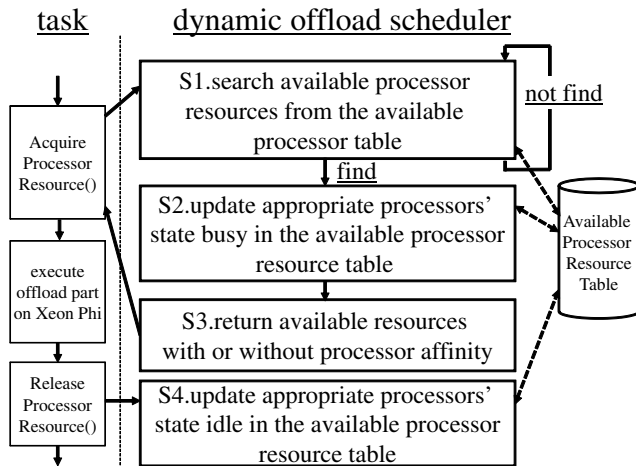 task
dynamic offload scheduler
S1.search available processor
resources from the available
processor table
not find
Acquire
Processor
Resource()
find
S2.update appropriate processors'
state busy in the available processor
resource table
Available
Processor
Resource
Table
execute
offload part
on Xeon Phi
S3.return available resources
with or without processor affinity
Release
Processor
Resource()
S4.update appropriate processors'
state idle in the available processor
resource table